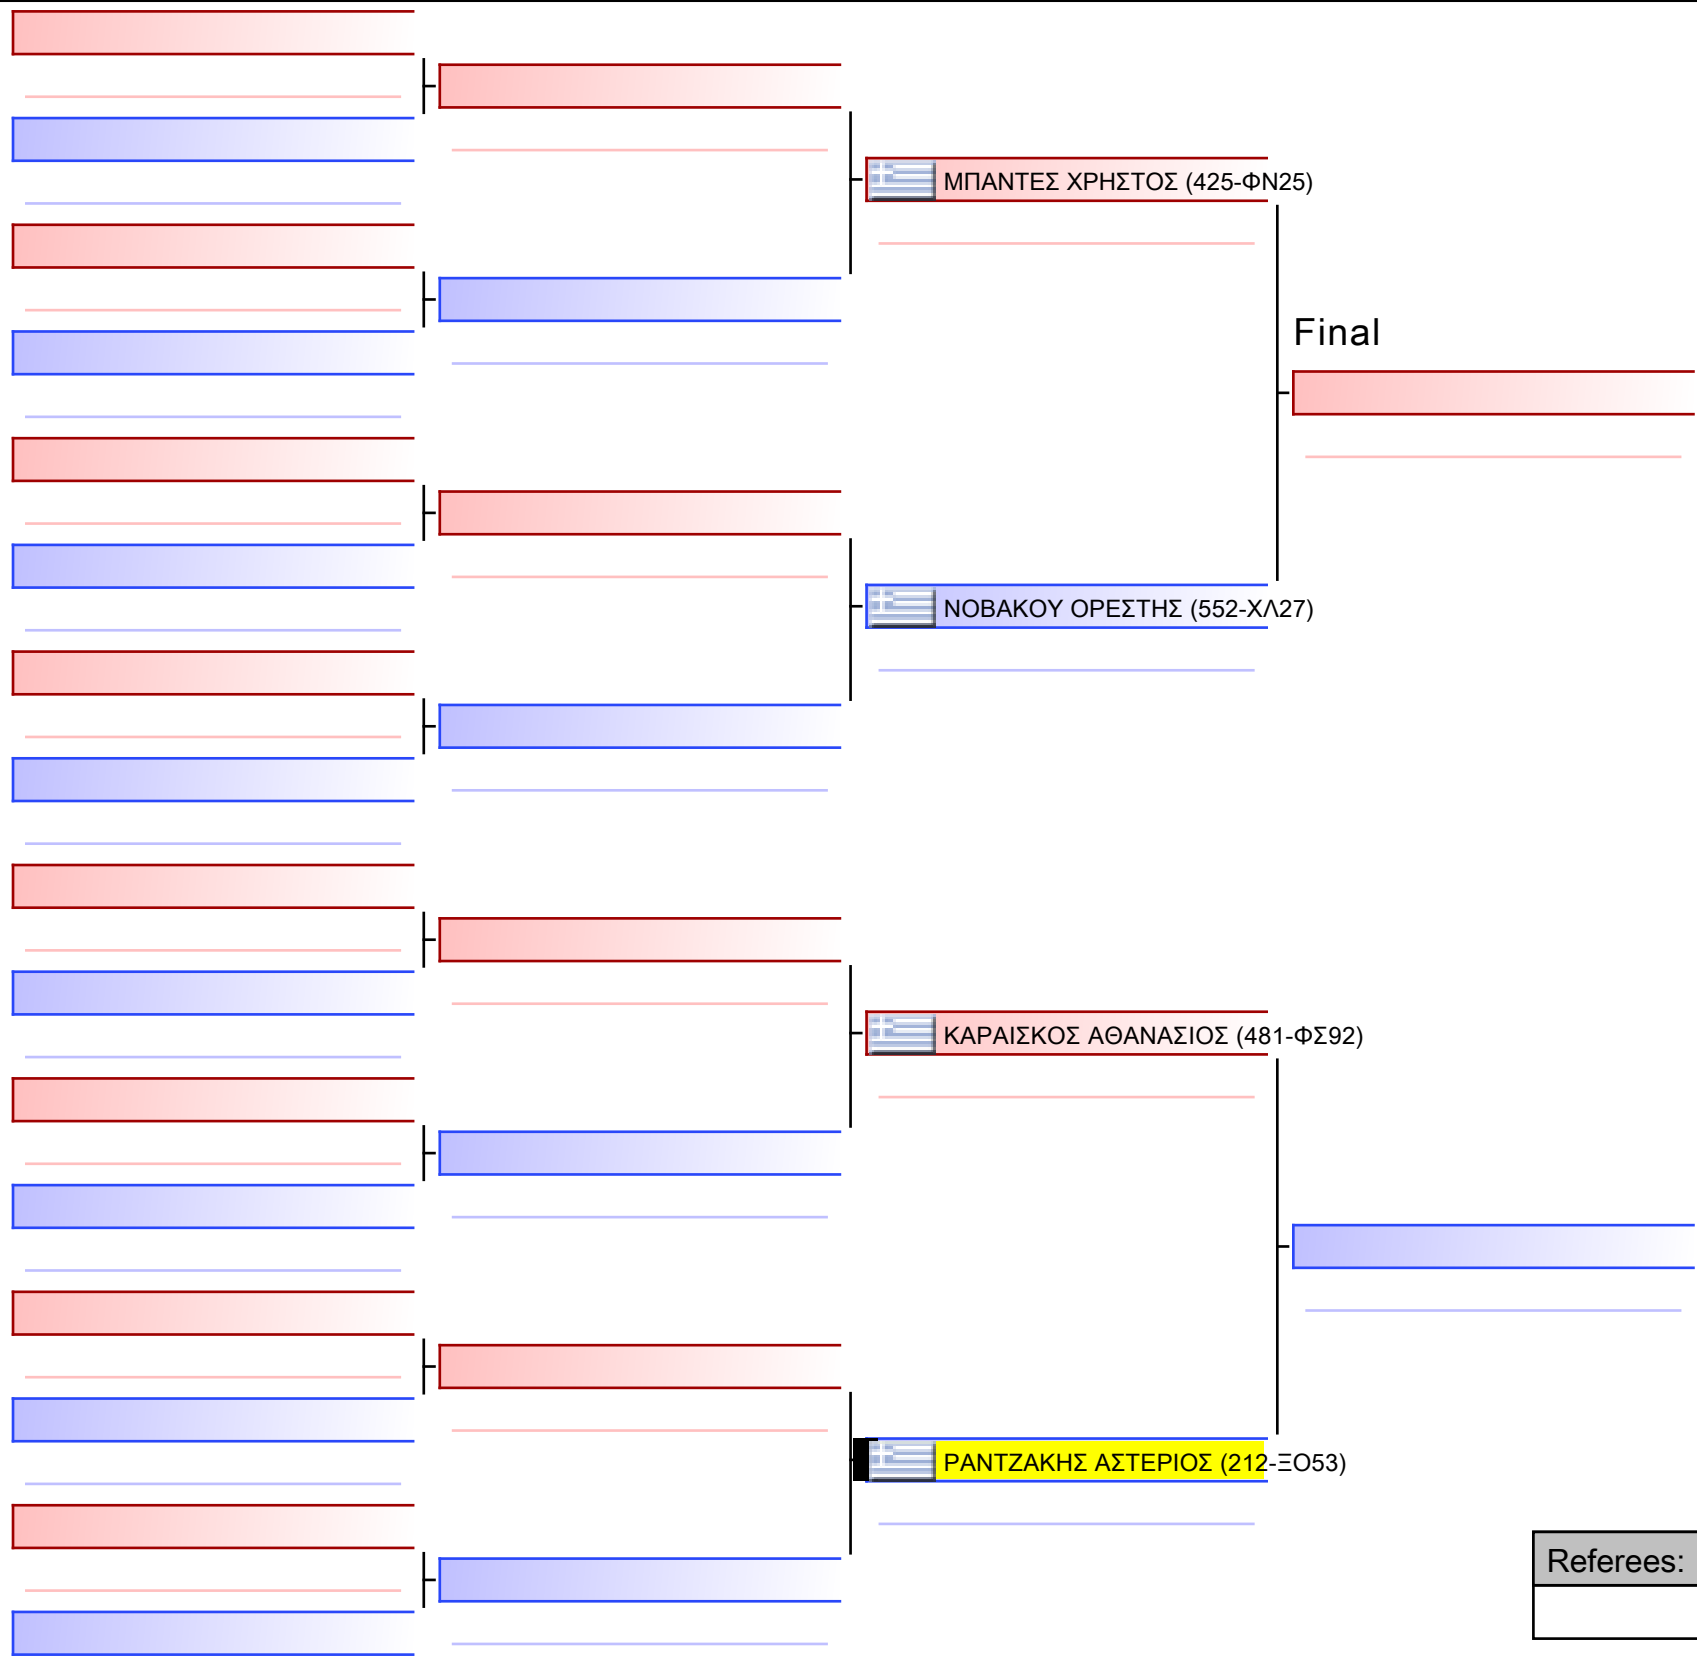 ΜΠΑΝΤΕΣ ΧΡΗΣΤΟΣ (425-ΦΝ25)
Final
ΝΟΒΑΚΟΥ ΟΡΕΣΤΗΣ (552-ΧΛ27)
ΚΑΡΑΙΣΚΟΣ ΑΘΑΝΑΣΙΟΣ (481-ΦΣ92)
ΡΑΝΤΖΑΚΗΣ ΑΣΤΕΡΙΟΣ (212-ΞΟ53)
Referees: